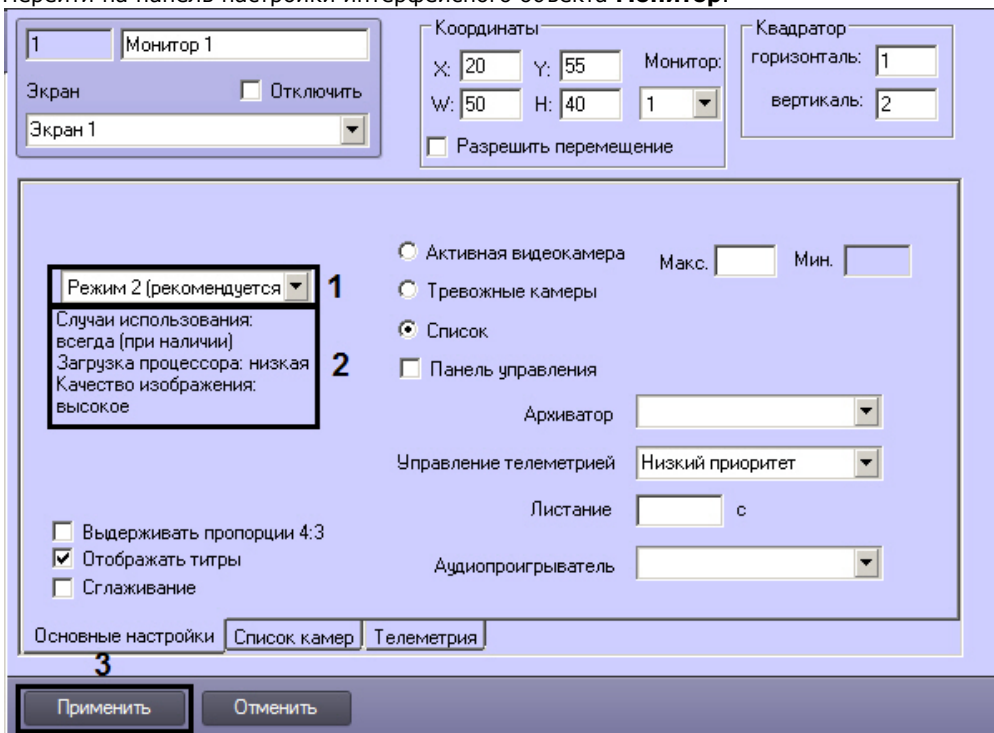 Перейти на панель настройки интерфейсного объекта Монитор.
1 Монитор 1
Экран Отключить
Экран 1
Координаты
X: 20 Y: 55 Монитор:
W: 50 H: 40 1
Разрешить перемещение
Квадратор
горизонталь: 1
вертикаль: 2
Режим 2 (рекомендуется 1
Случаи использования:
всегда (при наличии)
Загрузка процессора: низкая
Качество изображения:
высокое
2
Активная видеокамера Макс. Мин.
Тревожные камеры
Список
Панель управления
Архиватор
Управление телеметрией Низкий приоритет
Листание с
Аудиопроигрыватель
Выдерживать пропорции 4:3
Отображать титры
Сглаживание
Основные настройки Список камер Телеметрия
3
Применить Отменить